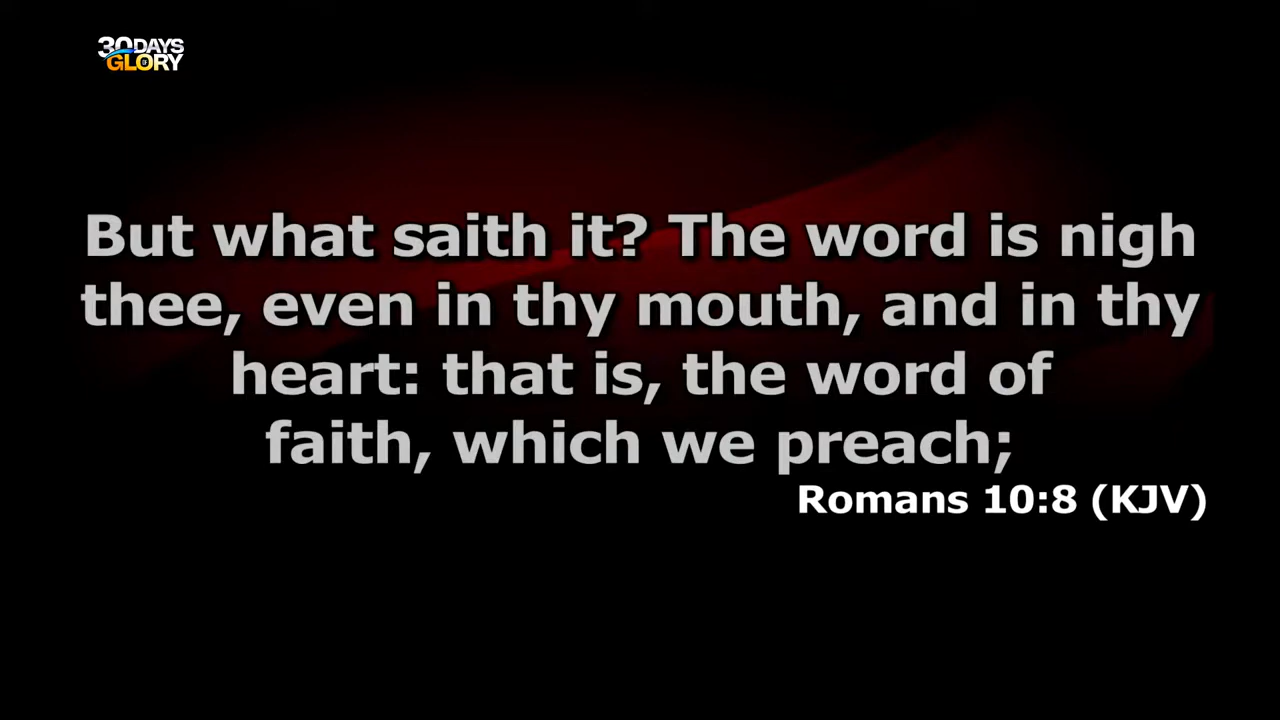 30DAYS
OF
GLORY
But what saith it? The word is nigh
thee, even in thy mouth, and in thy
heart: that is, the word of
faith, which we preach;
Romans 10:8 (KJV)